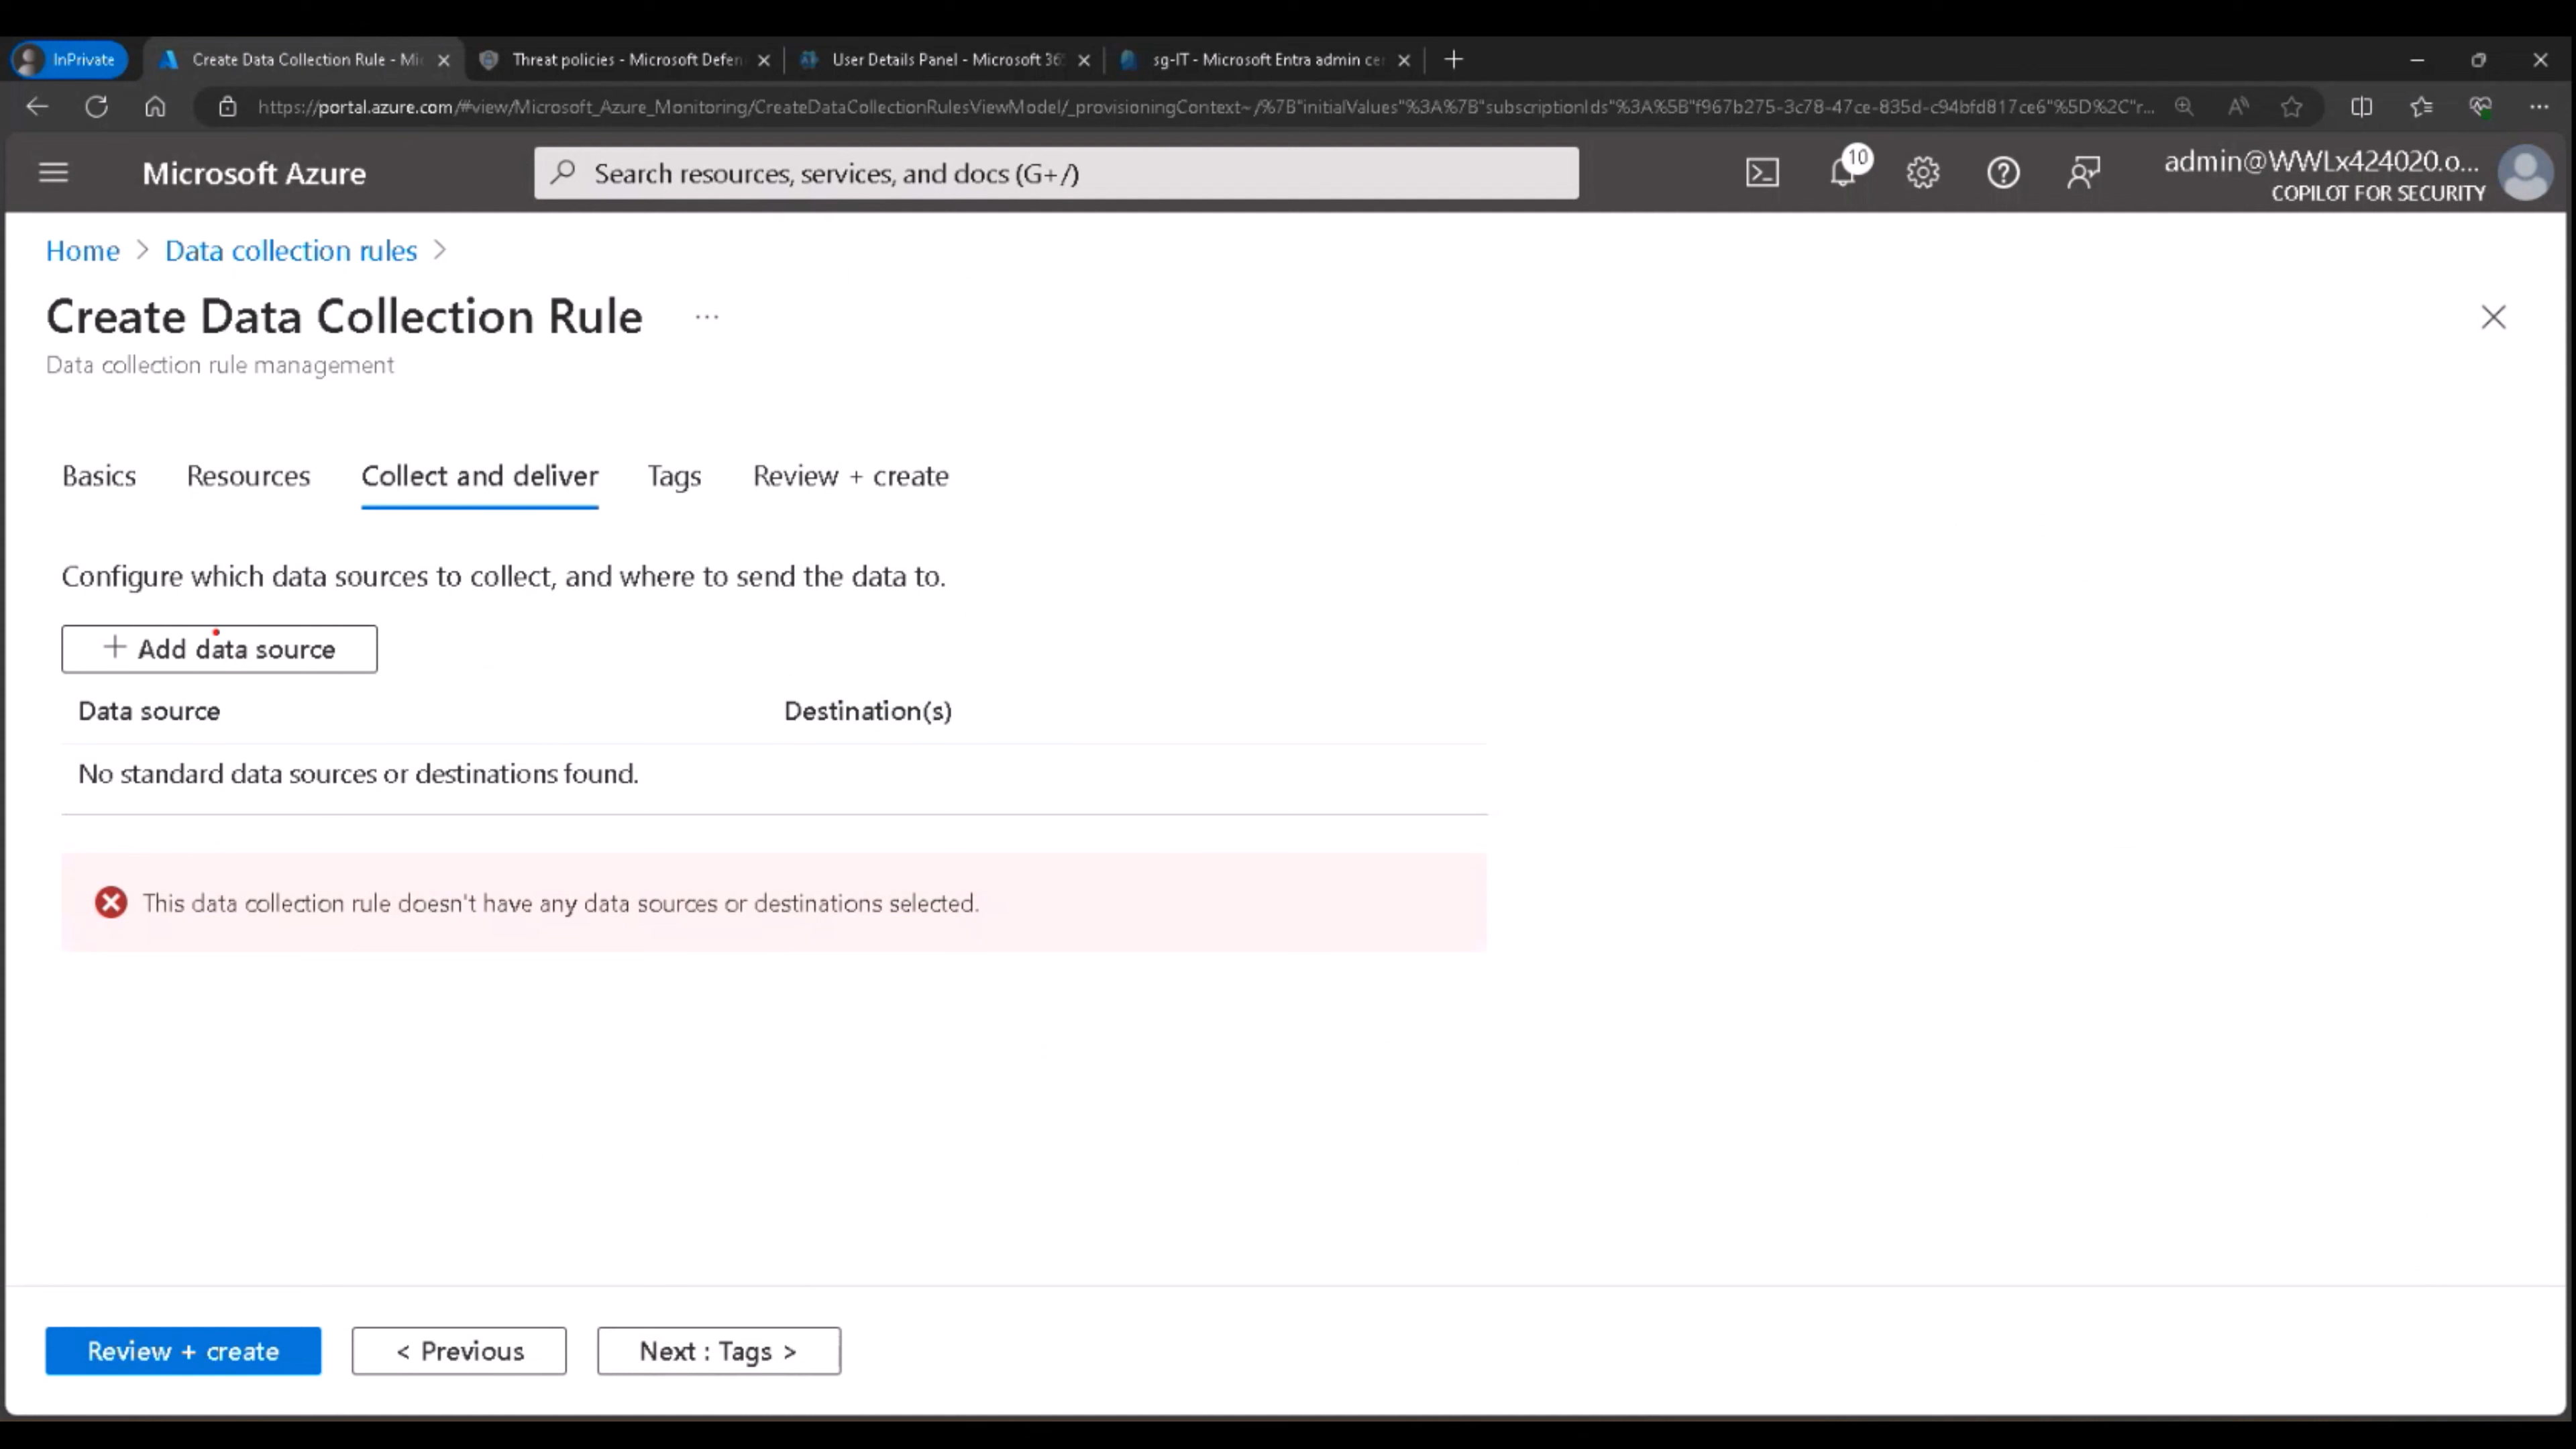 InPrivate
Create Data Collection Rule - Mi
Threat policies - Microsoft Defen
User Details Panel - Microsoft 36
sg-IT - Microsoft Entra admin ce
https://portal.azure.com/#view/Microsoft_Azure_Monitoring/CreateDataCollectionRulesViewModel/_provisioningContext~/%7B"initialValues"%3A%7B"subscriptionIds"%3A%5B"f967b275-3c78-47ce-835d-c94bfd817ce6"%5D%2C"r...
Microsoft Azure
Search resources, services, and docs (G+/)
10
admin@WWLx424020.o...
COPILOT FOR SECURITY
Home > Data collection rules >
Create Data Collection Rule ...
Data collection rule management
Basics
Resources
Collect and deliver
Tags
Review + create
Configure which data sources to collect, and where to send the data to.
+ Add data source
Data source
Destination(s)
No standard data sources or destinations found.
This data collection rule doesn't have any data sources or destinations selected.
Review + create
< Previous
Next : Tags >